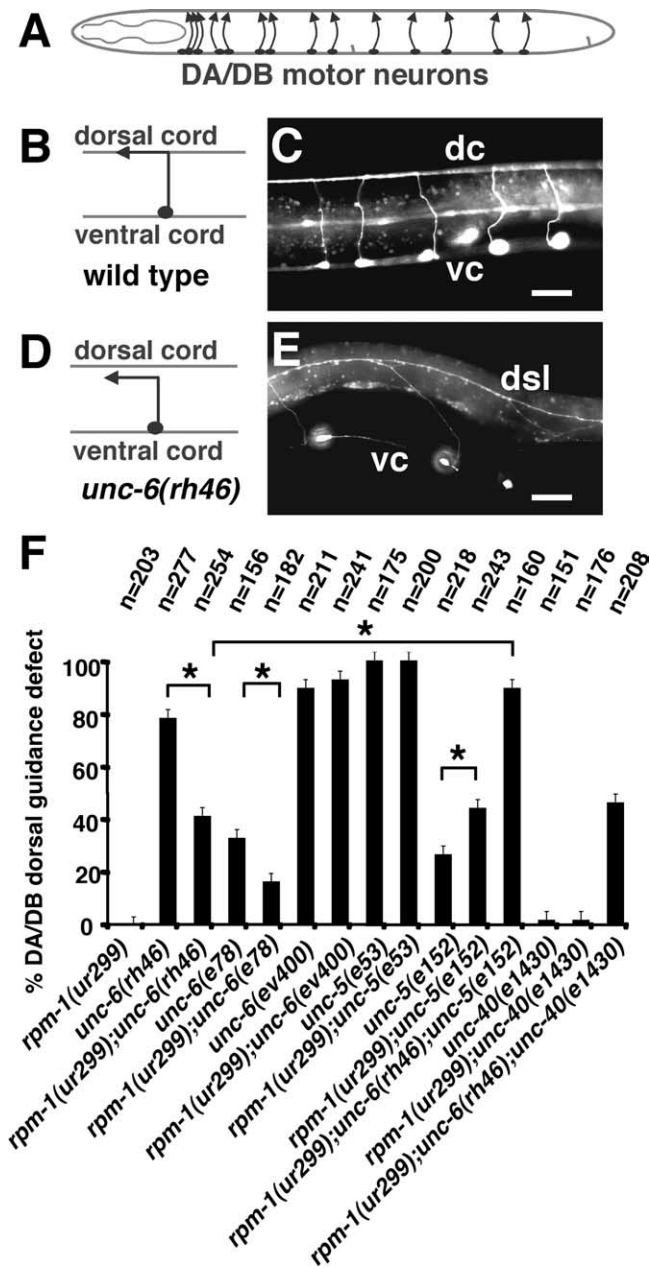 A
DA/DB motor neurons
B
dorsal cord
ventral cord
wild type
C
dc
vc
D
dorsal cord
ventral cord
unc-6(rh46)
E
dsl
vc
F
n=203
n=277
n=254
n=156
n=182
n=211
n=241
n=175
n=200
n=218
n=243
n=160
n=151
n=176
n=208
% DA/DB dorsal guidance defect
100
80
60
40
20
0
*
*
*
*
rpm-1(ur299)
unc-6(rh46)
rpm-1(ur299);unc-6(rh46)
unc-6(e78)
rpm-1(ur299);unc-6(e78)
unc-6(ev400)
rpm-1(ur299);unc-6(ev400)
unc-5(e53)
rpm-1(ur299);unc-5(e53)
unc-5(e152)
rpm-1(ur299);unc-5(e152)
rpm-1(ur299);unc-6(rh46);unc-5(e152)
unc-40(e1430)
rpm-1(ur299);unc-40(e1430)
rpm-1(ur299);unc-6(rh46);unc-40(e1430)